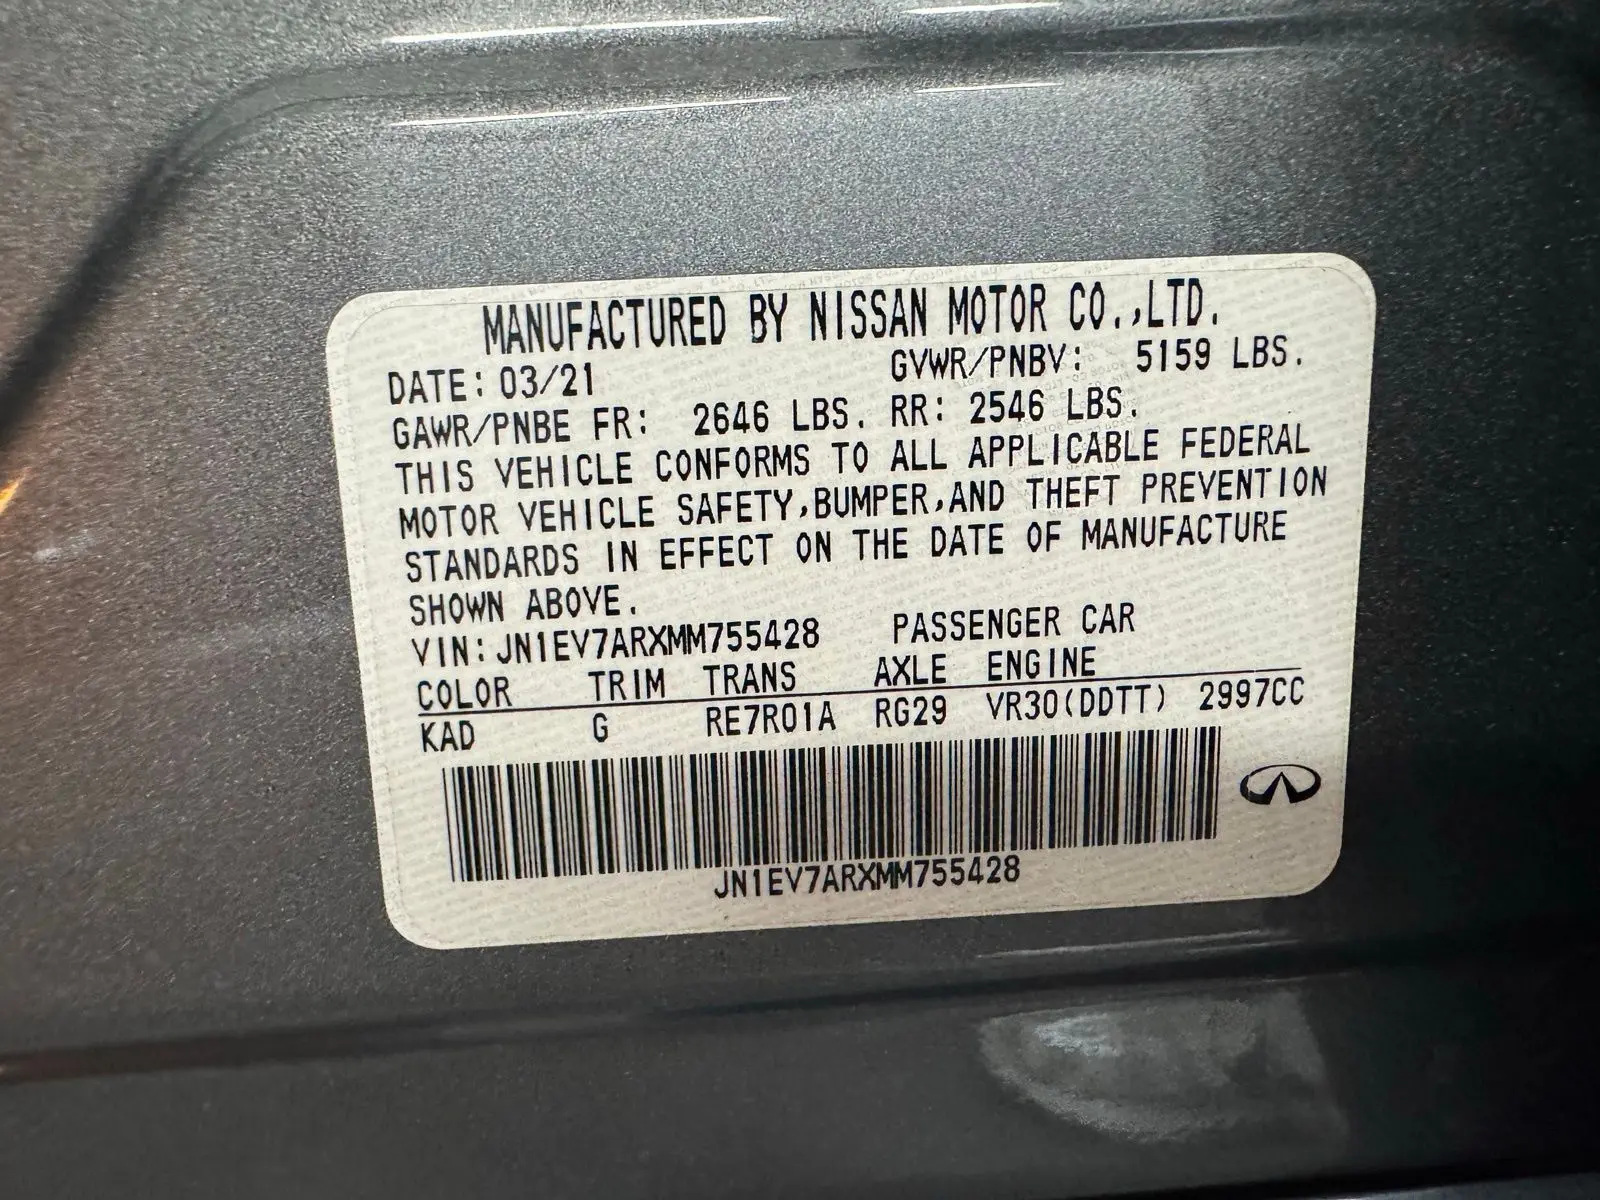 MANUFACTURED BY NISSAN MOTOR CO.,LTD.
DATE: 03/21 GVWR/PNBV: 5159 LBS.
GAWR/PNBE FR: 2646 LBS. RR: 2546 LBS.
THIS VEHICLE CONFORMS TO ALL APPLICABLE FEDERAL
MOTOR VEHICLE SAFETY,BUMPER,AND THEFT PREVENTION
STANDARDS IN EFFECT ON THE DATE OF MANUFACTURE
SHOWN ABOVE.
VIN: JN1EV7ARXMM755428 PASSENGER CAR
COLOR TRIM TRANS AXLE ENGINE
KAD G RE7R01A RG29 VR30(DDTT) 2997CC
JN1EV7ARXMM755428